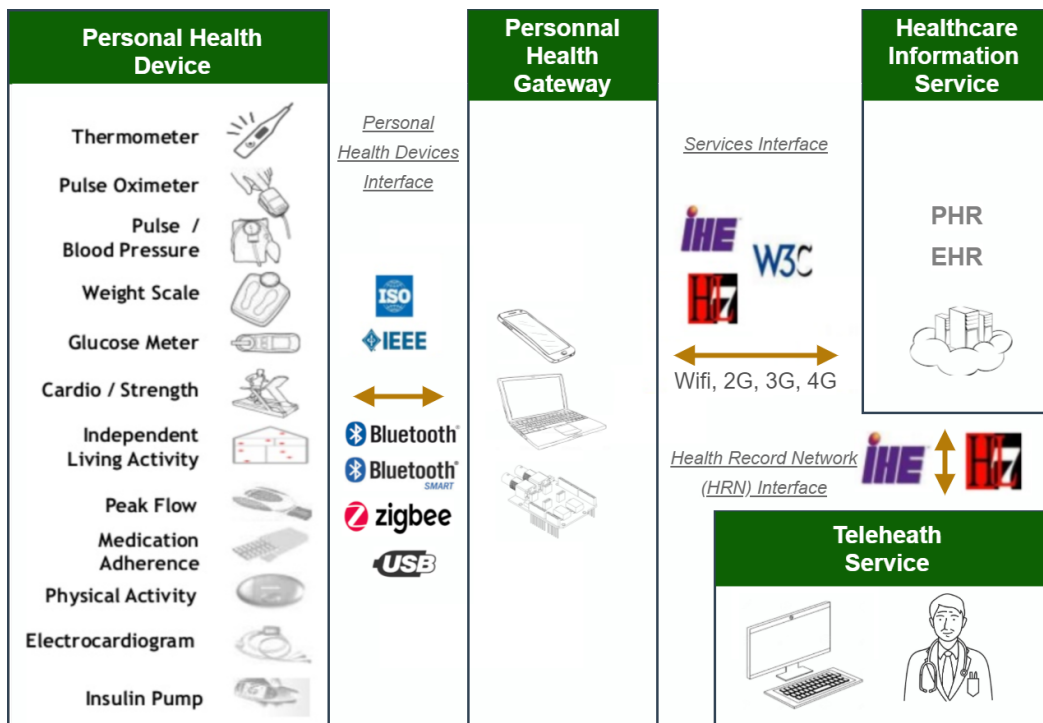 Personal Health
Device
Thermometer
Pulse Oximeter
Pulse /
Blood Pressure
Weight Scale
Glucose Meter
Cardio / Strength
Independent
Living Activity
Peak Flow
Medication
Adherence
Physical Activity
Electrocardiogram
Insulin Pump
Personal
Health Devices
Interface
ISO
IEEE
Bluetooth
Bluetooth
SMART
zigbee
USB
Personnal
Health
Gateway
Services Interface
IHE
W3C
HL7
Wifi, 2G, 3G, 4G
Healthcare
Information
Service
PHR
EHR
Health Record Network
(HRN) Interface
IHE
HL7
Teleheath
Service